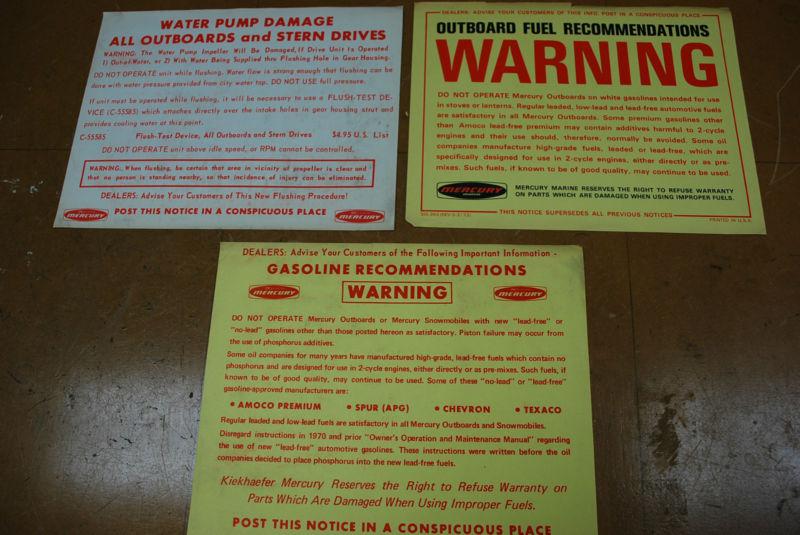 WATER PUMP DAMAGE
ALL OUTBOARDS and STERN DRIVES
WARNING: The Water Pump Impeller Will Be Damaged, If Drive Unit Is Operated
1) Out-of-Water, or 2) With Water Being Supplied thru Flushing Hole in Gear Housing.
DO NOT OPERATE unit while flushing. Water flow is strong enough that flushing can be
done with water pressure provided from city water tap. DO NOT USE full pressure.
If unit must be operated while flushing, it will be necessary to use a FLUSH-TEST DE-
VICE (C-55585) which attaches directly over the intake holes in gear housing strut and
provides cooling water at this point.
C-55585 Flush-Test Device, All Outboards and Stern Drives $4.95 U.S. List
DO NOT OPERATE unit above idle speed, or RPM cannot be controlled.
WARNING: When flushing, be certain that area in vicinity of propeller is clear and
that no person is standing nearby, so that incidence of injury can be eliminated.
DEALERS: Advise Your Customers of This New Flushing Procedure!
MERCURY POST THIS NOTICE IN A CONSPICUOUS PLACE MERCURY
DEALERS: ADVISE YOUR CUSTOMERS OF THIS INFO. POST IN A CONSPICUOUS PLACE
OUTBOARD FUEL RECOMMENDATIONS
WARNING
DO NOT OPERATE Mercury Outboards on white gasolines intended for use
in stoves or lanterns. Regular leaded, low-lead and lead-free automotive fuels
are satisfactory in all Mercury Outboards. Some premium gasolines other
than Amoco lead-free premium may contain additives harmful to 2-cycle
engines and their use should, therefore, normally be avoided. Some oil
companies manufacture high-grade fuels, leaded or lead-free, which are
specifically designed for use in 2-cycle engines, either directly or as pre-
mixes. Such fuels, if known to be of good quality, may continue to be used.
MERCURY MERCURY MARINE RESERVES THE RIGHT TO REFUSE WARRANTY
ON PARTS WHICH ARE DAMAGED WHEN USING IMPROPER FUELS.
THIS NOTICE SUPERSEDES ALL PREVIOUS NOTICES
PRINTED IN U.S.A.
DEALERS: Advise Your Customers of the Following Important Information -
GASOLINE RECOMMENDATIONS
MERCURY WARNING MERCURY
DO NOT OPERATE Mercury Outboards or Mercury Snowmobiles with new "lead-free" or
"no-lead" gasolines other than those posted hereon as satisfactory. Piston failure may occur from
the use of phosphorus additives.
Some oil companies for many years have manufactured high-grade, lead-free fuels which contain no
phosphorus and are designed for use in 2-cycle engines, either directly or as pre-mixes. Such fuels, if
known to be of good quality, may continue to be used. Some of these "no-lead" or "lead-free"
gasoline-approved manufacturers are:
• AMOCO PREMIUM • SPUR (APG) • CHEVRON • TEXACO
Regular leaded and low-lead fuels are satisfactory in all Mercury Outboards and Snowmobiles.
Disregard instructions in 1970 and prior "Owner's Operation and Maintenance Manual" regarding
the use of new "lead-free" automotive gasolines. These instructions were written before the oil
companies decided to place phosphorus into the new lead-free fuels.
Kiekhaefer Mercury Reserves the Right to Refuse Warranty on
Parts Which Are Damaged When Using Improper Fuels.
POST THIS NOTICE IN A CONSPICUOUS PLACE